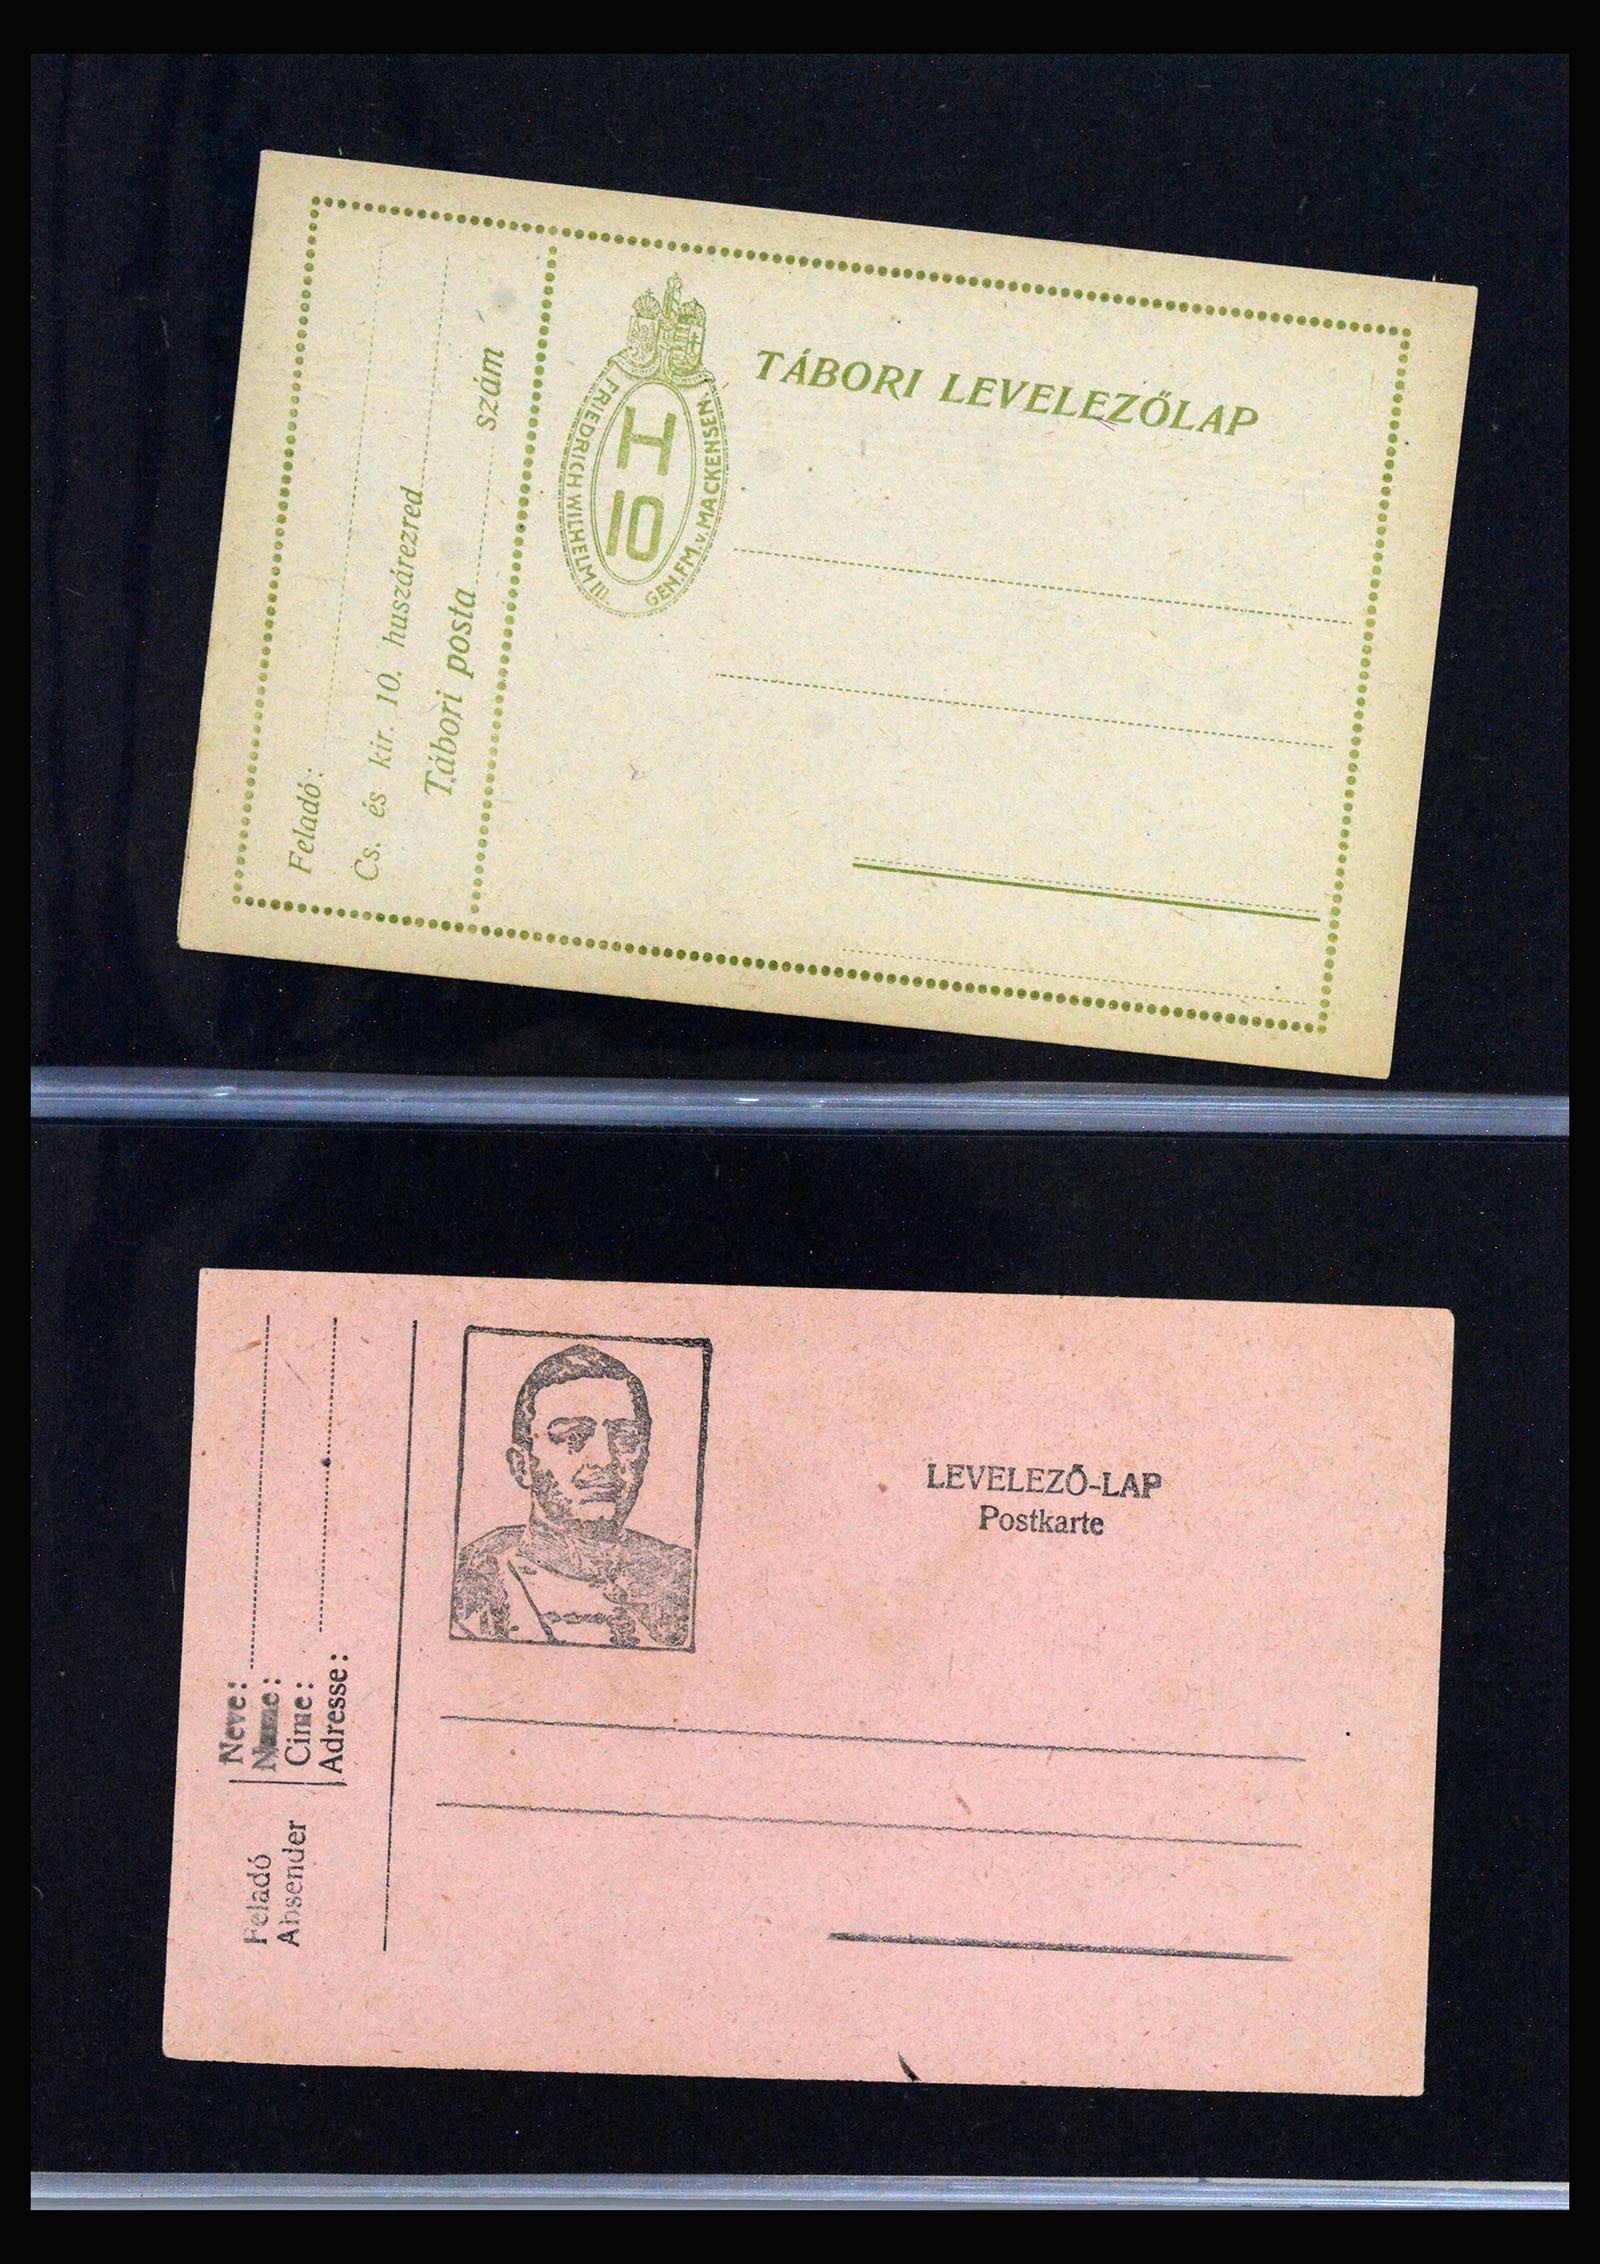 Feladó:
Cs. és kir. 10. huszárezred
Tábori posta szám
FRIEDRICH WILHELM III.
GEN.FM.v.MACKENSEN.
H
10
TÁBORI LEVELEZŐLAP
Feladó
Absender
Neve:
Name:
Cime:
Adresse:
LEVELEZŐ-LAP
Postkarte